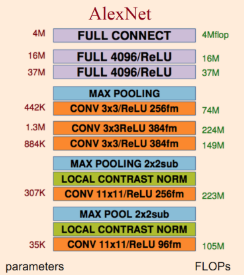 AlexNet
4M FULL CONNECT 4Mflop
16M FULL 4096/ReLU 16M
37M FULL 4096/ReLU 37M
MAX POOLING
442K CONV 3x3/ReLU 256fm 74M
1.3M CONV 3x3ReLU 384fm 224M
884K CONV 3x3/ReLU 384fm 149M
MAX POOLING 2x2sub
LOCAL CONTRAST NORM
307K CONV 11x11/ReLU 256fm 223M
MAX POOL 2x2sub
LOCAL CONTRAST NORM
35K CONV 11x11/ReLU 96fm 105M
parameters FLOPs